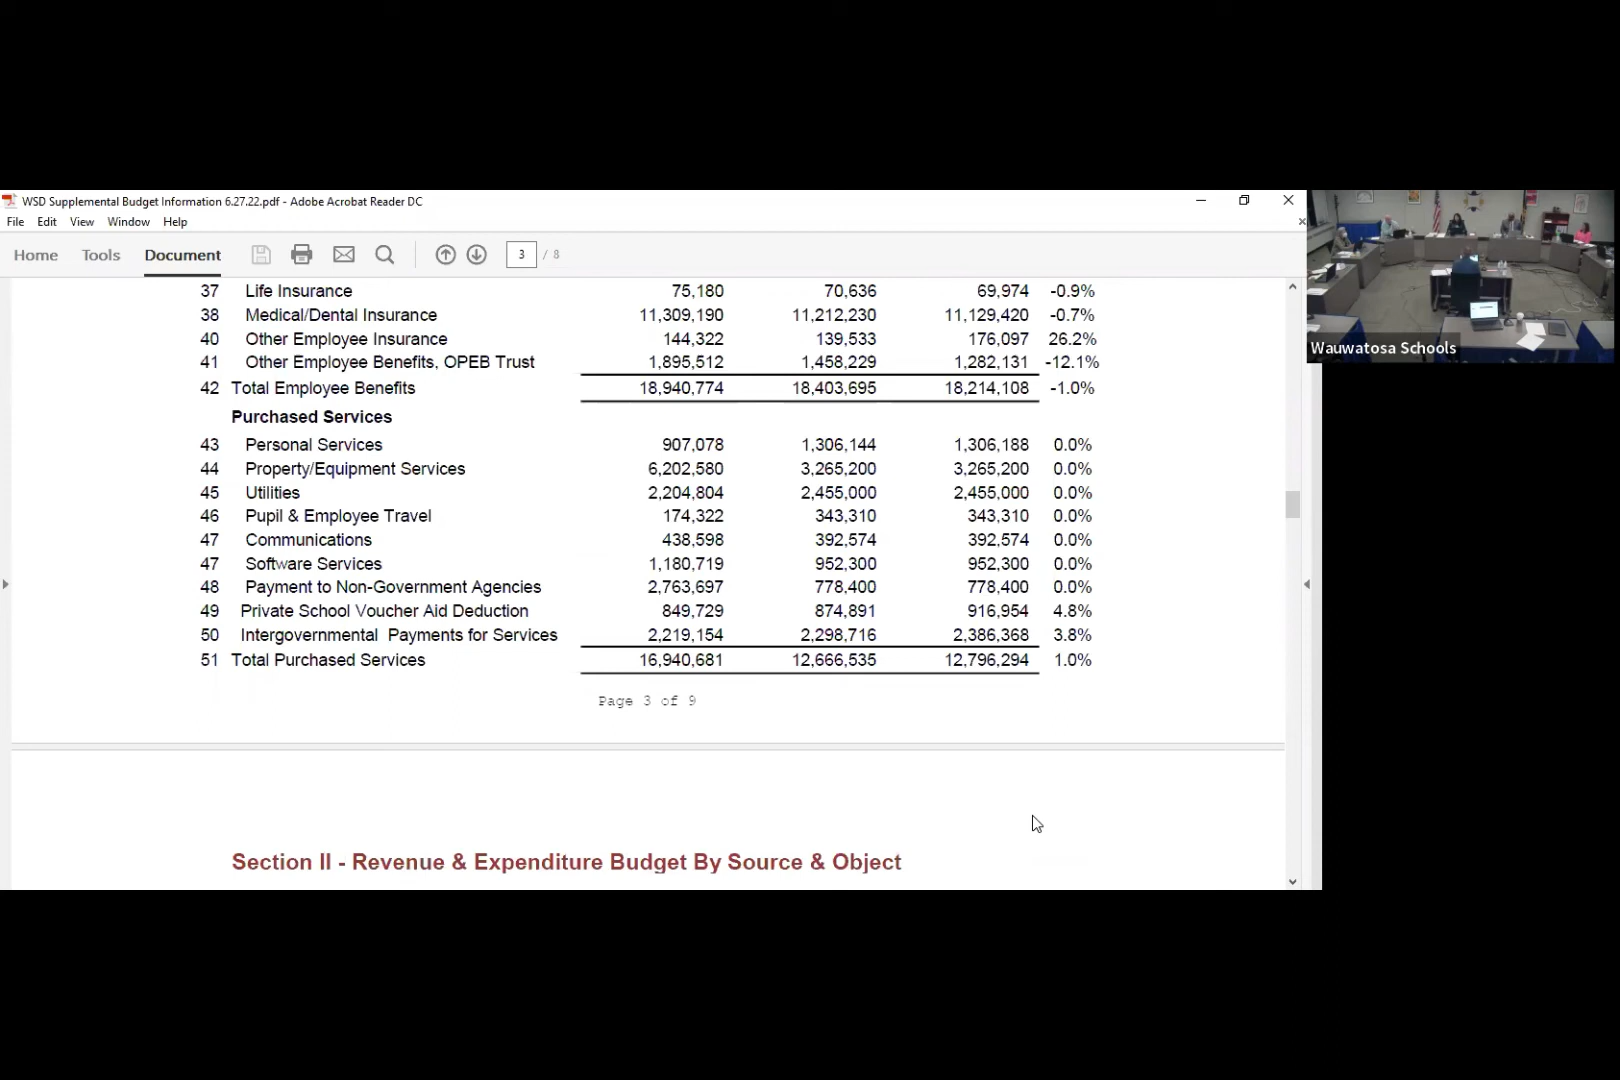 WSD Supplemental Budget Information 6.27.22.pdf - Adobe Acrobat Reader DC
File Edit View Window Help
Home Tools Document 3 / 8
37 Life Insurance 75,180 70,636 69,974 -0.9%
38 Medical/Dental Insurance 11,309,190 11,212,230 11,129,420 -0.7%
40 Other Employee Insurance 144,322 139,533 176,097 26.2%
41 Other Employee Benefits, OPEB Trust 1,895,512 1,458,229 1,282,131 -12.1%
42 Total Employee Benefits 18,940,774 18,403,695 18,214,108 -1.0%
Purchased Services
43 Personal Services 907,078 1,306,144 1,306,188 0.0%
44 Property/Equipment Services 6,202,580 3,265,200 3,265,200 0.0%
45 Utilities 2,204,804 2,455,000 2,455,000 0.0%
46 Pupil & Employee Travel 174,322 343,310 343,310 0.0%
47 Communications 438,598 392,574 392,574 0.0%
47 Software Services 1,180,719 952,300 952,300 0.0%
48 Payment to Non-Government Agencies 2,763,697 778,400 778,400 0.0%
49 Private School Voucher Aid Deduction 849,729 874,891 916,954 4.8%
50 Intergovernmental Payments for Services 2,219,154 2,298,716 2,386,368 3.8%
51 Total Purchased Services 16,940,681 12,666,535 12,796,294 1.0%
Page 3 of 9
Section II - Revenue & Expenditure Budget By Source & Object
Wauwatosa Schools